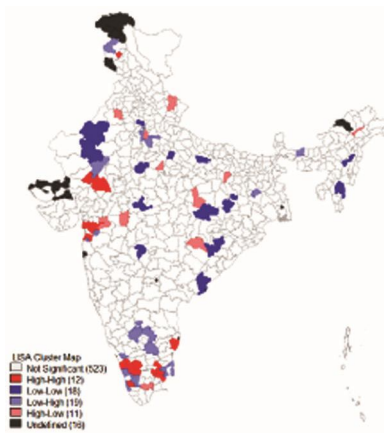 LISA Cluster Map
Not Significant (523)
High-High (12)
Low-Low (18)
Low-High (19)
High-Low (11)
Undefined (16)